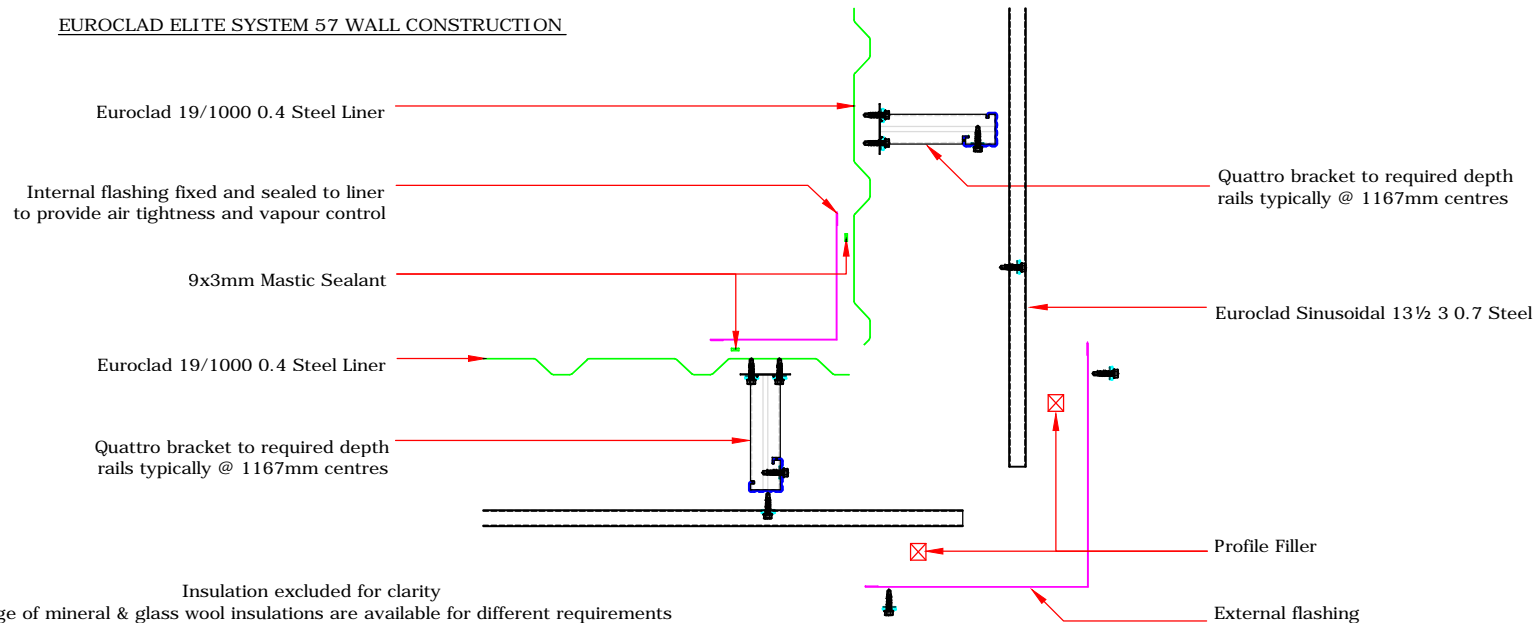 EUROCLAD ELITE SYSTEM 57 WALL CONSTRUCTION
Euroclad 19/1000 0.4 Steel Liner
Internal flashing fixed and sealed to liner
to provide air tightness and vapour control
9x3mm Mastic Sealant
Euroclad 19/1000 0.4 Steel Liner
Quattro bracket to required depth
rails typically @ 1167mm centres
Quattro bracket to required depth
rails typically @ 1167mm centres
Euroclad Sinusoidal 13½ 3 0.7 Steel
Profile Filler
External flashing
Insulation excluded for clarity
of mineral & glass wool insulations are available for different requirements